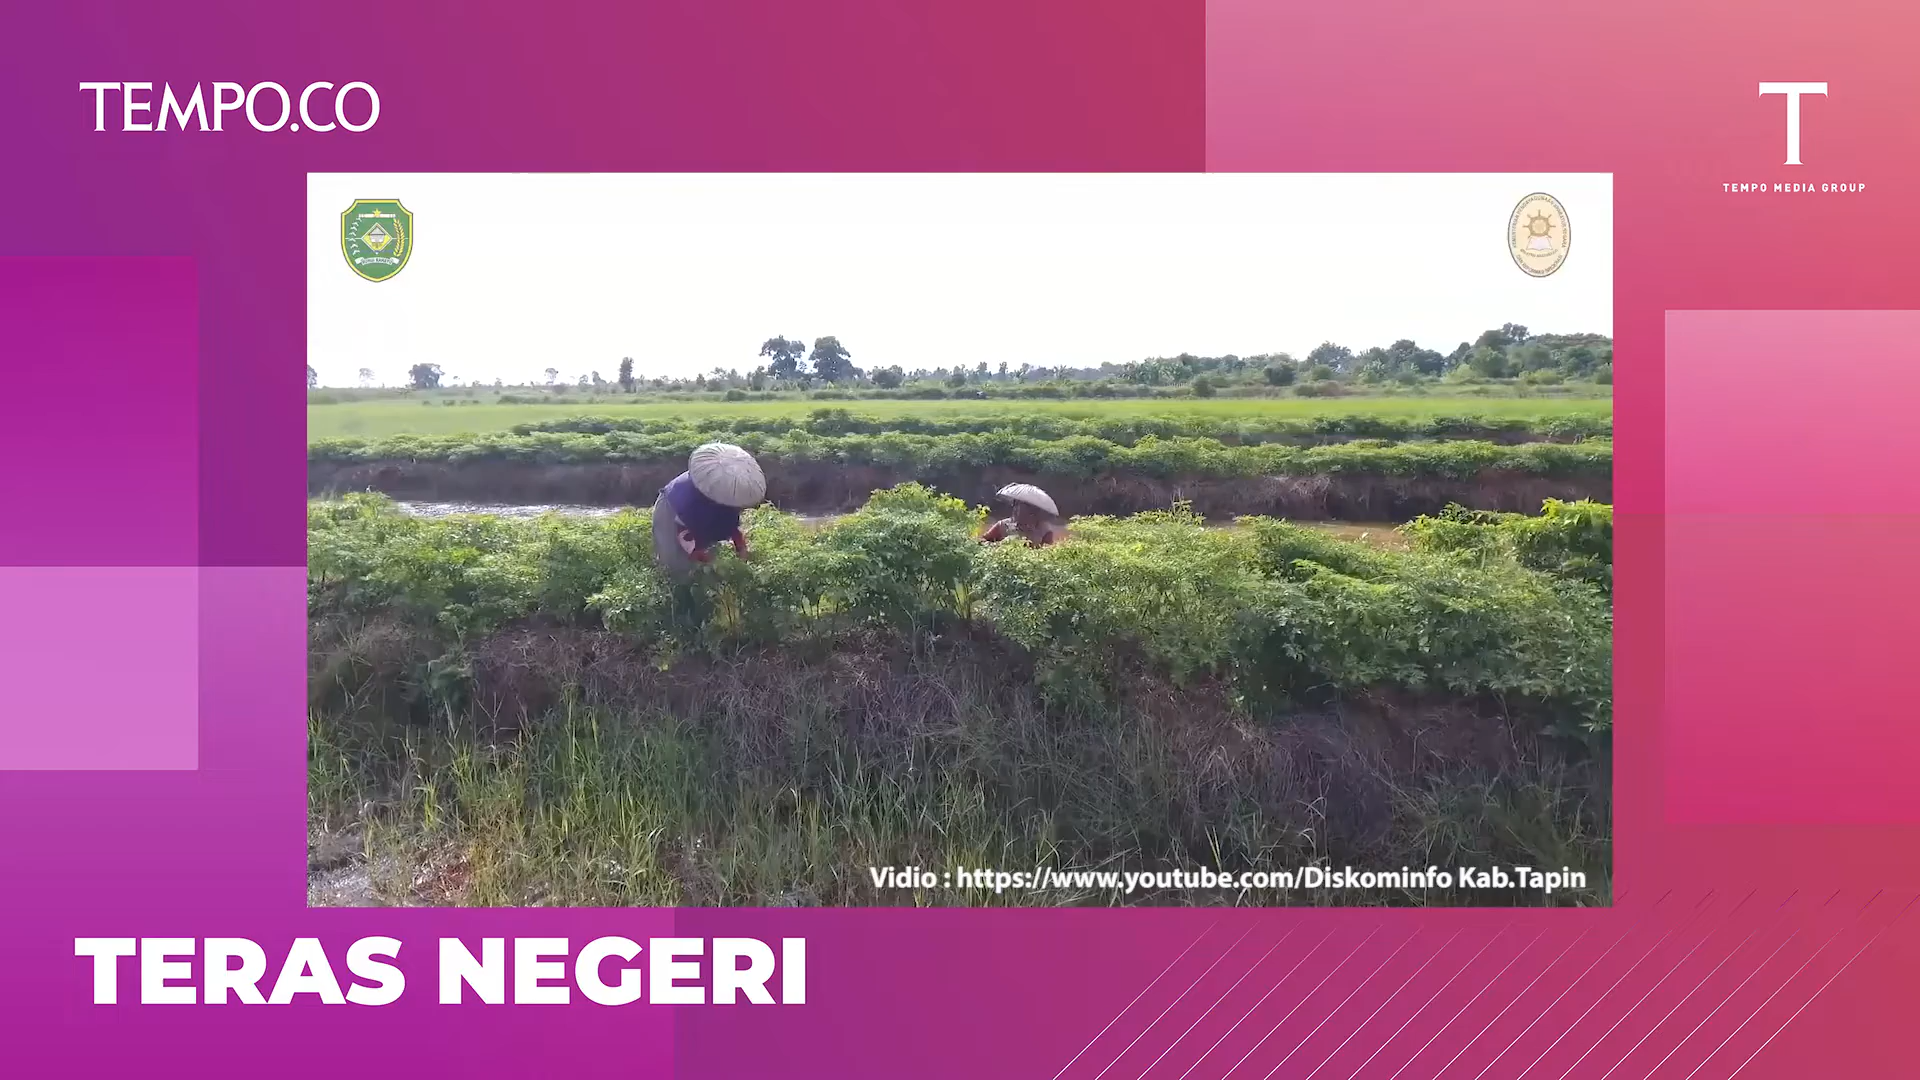 TEMPO.CO
T
TEMPO MEDIA GROUP
Vidio : https://www.youtube.com/Diskominfo Kab.Tapin
TERAS NEGERI